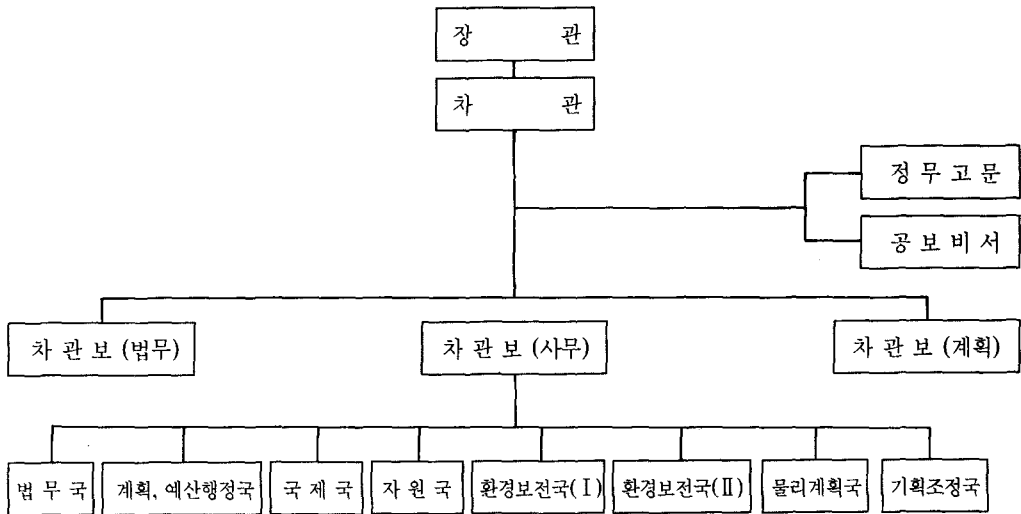 장 관
차 관
정 무 고 문
공 보 비 서
차 관 보 (법무)
차 관 보 (사무)
차 관 보 (계획)
법 무 국
계획, 예산행정국
국 제 국
자 원 국
환경보전국(Ⅰ)
환경보전국(Ⅱ)
물리계획국
기획조정국